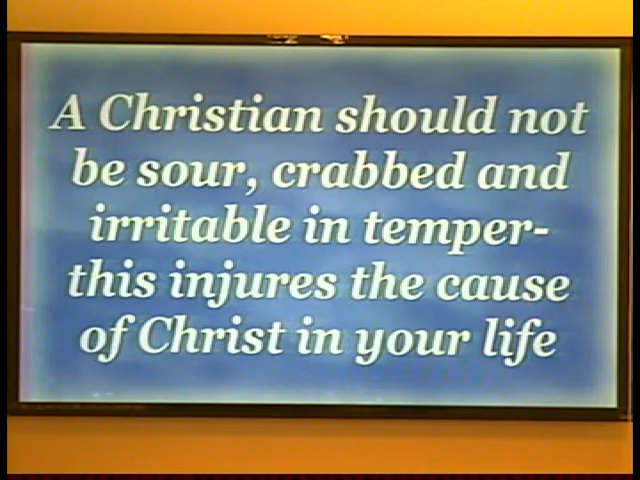 A Christian should not
be sour, crabbed and
irritable in temper-
this injures the cause
of Christ in your life